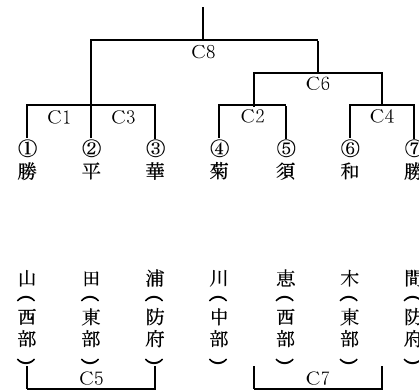 C8
C6
C1 C3 C2 C4
① ② ③ ④ ⑤ ⑥ ⑦
勝山（西部）
平田（東部）
華浦（防府）
菊川（中部）
須恵（西部）
和木（東部）
勝間（防府）
C5 C7